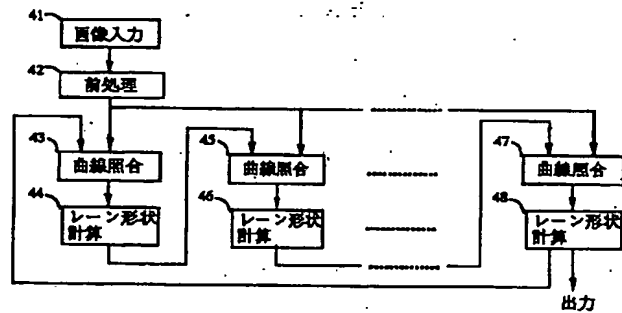 41
画像入力
42
前処理
43
曲線照合
45
曲線照合
47
曲線照合
44
レーン形状
計算
46
レーン形状
計算
48
レーン形状
計算
出力